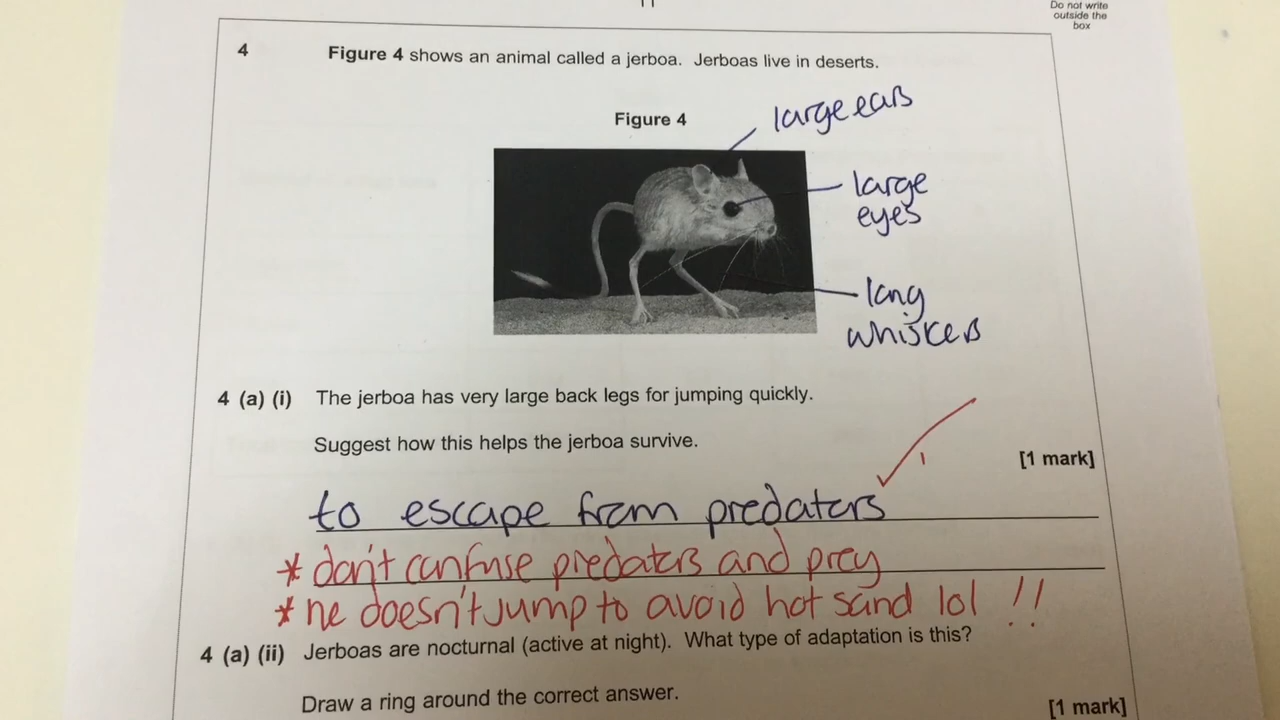 11
Do not write
outside the
box
4 Figure 4 shows an animal called a jerboa. Jerboas live in deserts.
Figure 4
large ears
large
eyes
long
whiskers
4 (a) (i) The jerboa has very large back legs for jumping quickly.
Suggest how this helps the jerboa survive.
[1 mark]
1
to escape from predators
* don't confuse predators and prey
* he doesn't jump to avoid hot sand lol !!
4 (a) (ii) Jerboas are nocturnal (active at night). What type of adaptation is this?
Draw a ring around the correct answer.
[1 mark]